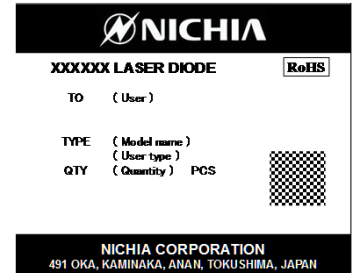 NICHIA
XXXXXX LASER DIODE RoHS
TO ( User )
TYPE ( Model name )
( User type )
QTY ( Quantity ) PCS
NICHIA CORPORATION
491 OKA, KAMINAKA, ANAN, TOKUSHIMA, JAPAN